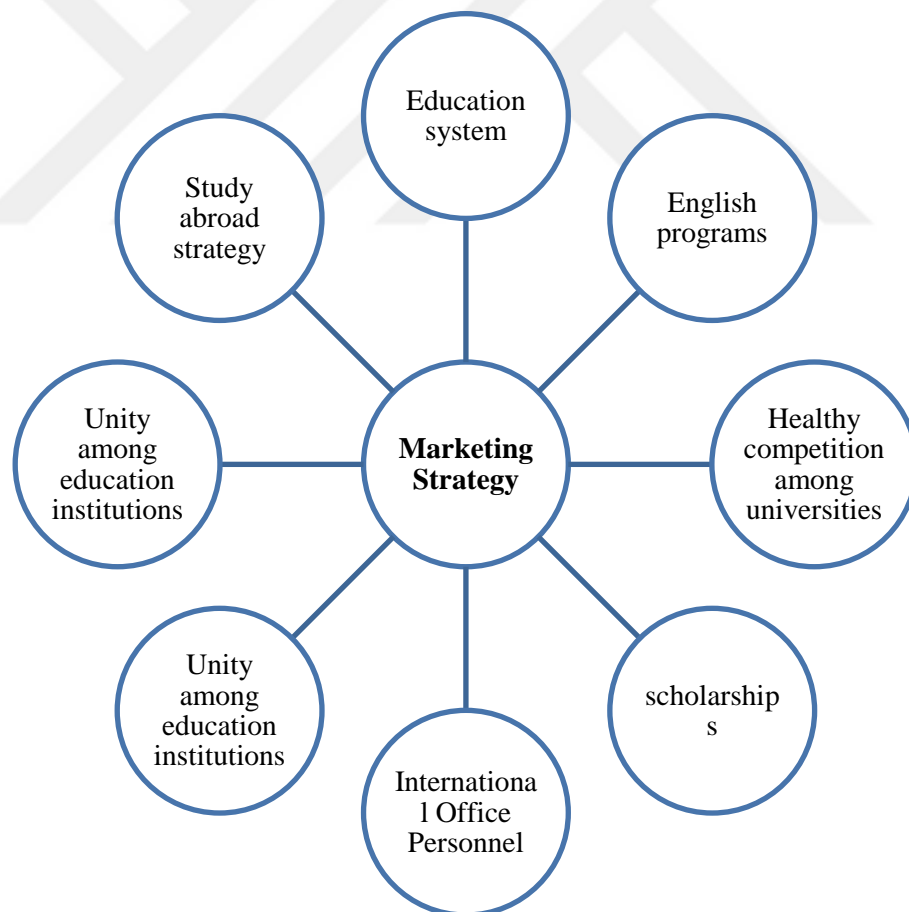 Education
system
English
programs
Healthy
competition
among
universities
scholarship
s
Internationa
l Office
Personnel
Unity
among
education
institutions
Unity
among
education
institutions
Study
abroad
strategy
Marketing
Strategy